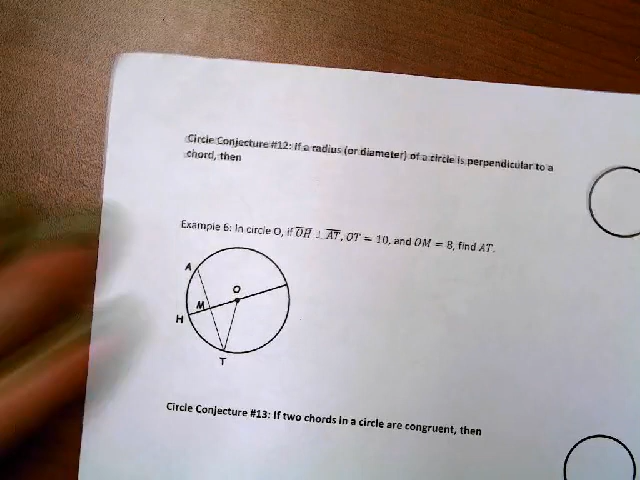 Circle Conjecture #12: If a radius (or diameter) of a circle is perpendicular to a
chord, then
Example 6: In circle O, if OH ⊥ AT, OT = 10, and OM = 8, find AT.
A
O
M
H
T
Circle Conjecture #13: If two chords in a circle are congruent, then